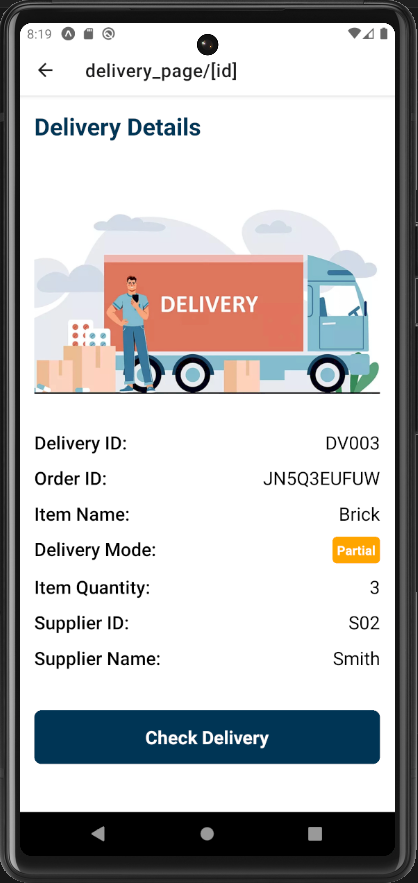 8:19
delivery_page/[id]
Delivery Details
DELIVERY
Delivery ID: DV003
Order ID: JN5Q3EUFUW
Item Name: Brick
Delivery Mode: Partial
Item Quantity: 3
Supplier ID: S02
Supplier Name: Smith
Check Delivery